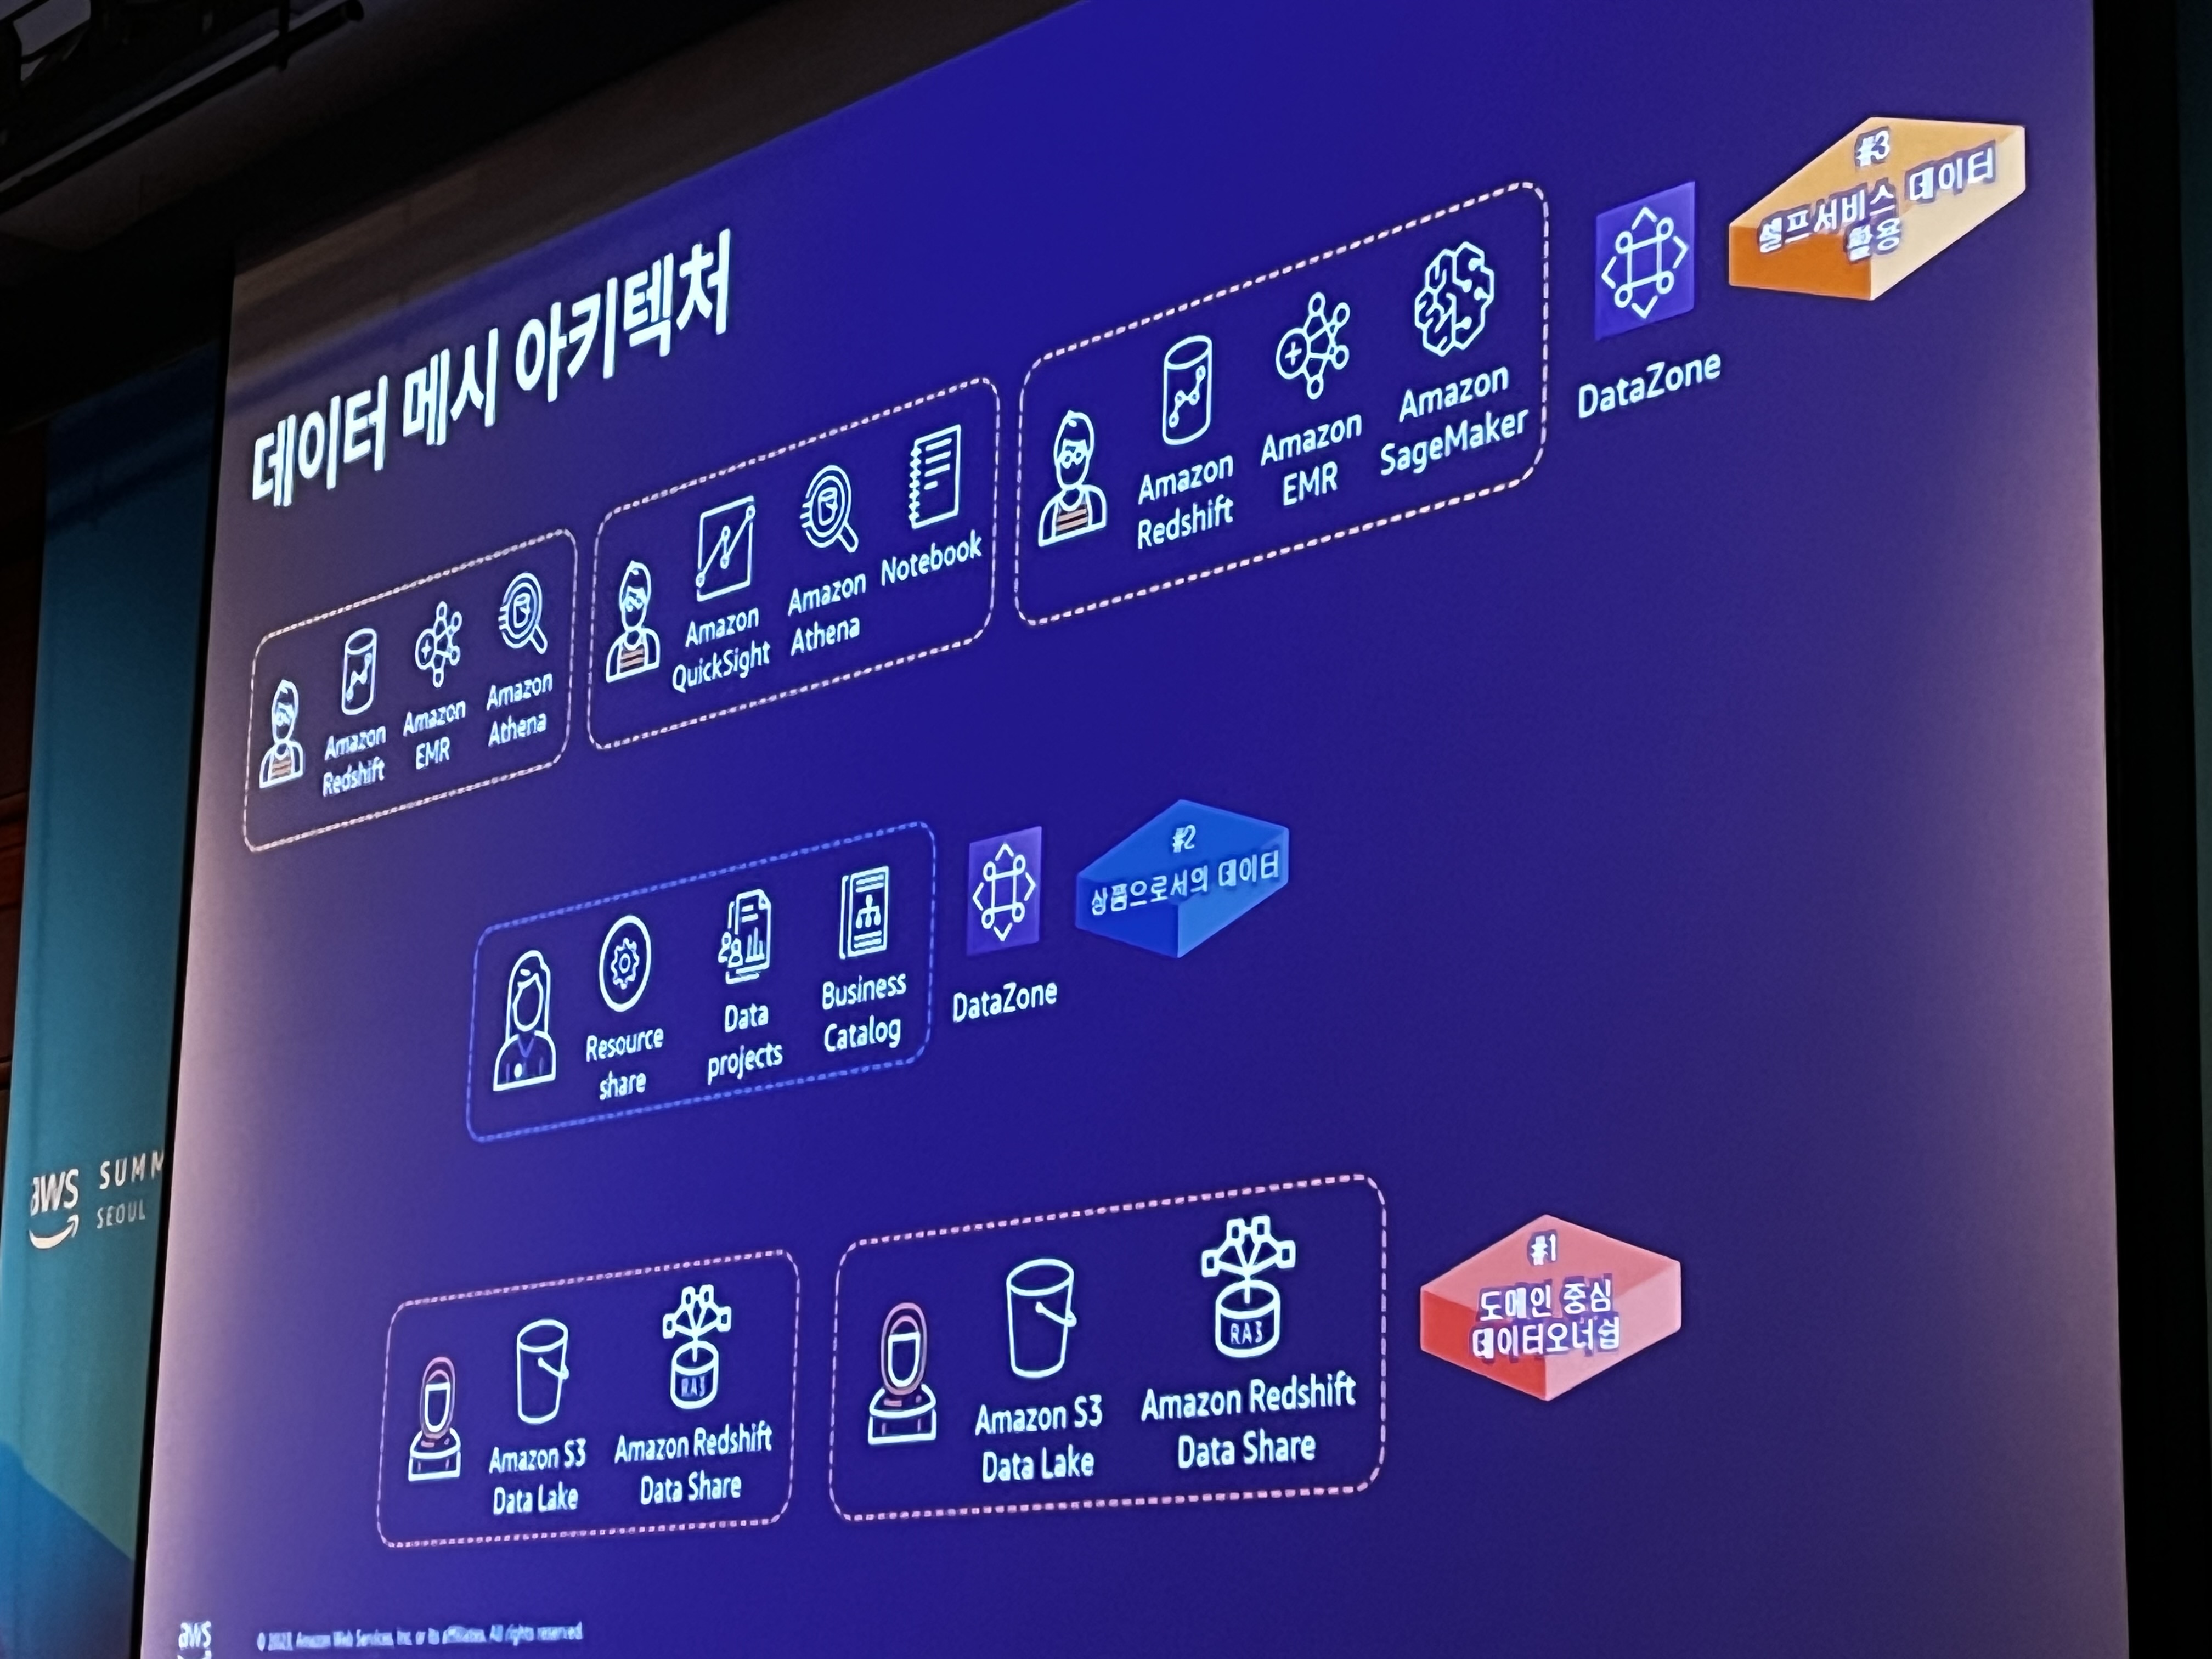 데이터 메시 아키텍처
#3
셀프서비스 데이터
활용
DataZone
Amazon
Redshift
Amazon
EMR
Amazon
SageMaker
Amazon
QuickSight
Amazon
Athena
Notebook
Amazon
Redshift
Amazon
EMR
Amazon
Athena
#2
상품으로서의 데이터
DataZone
Resource
share
Data
projects
Business
Catalog
aws SUMM
SEOUL
#1
도메인 중심
데이터오너쉽
Amazon S3
Data Lake
RA3
Amazon Redshift
Data Share
Amazon S3
Data Lake
RA3
Amazon Redshift
Data Share
aws
© 2023, Amazon Web Services, Inc. or its affiliates. All rights reserved.